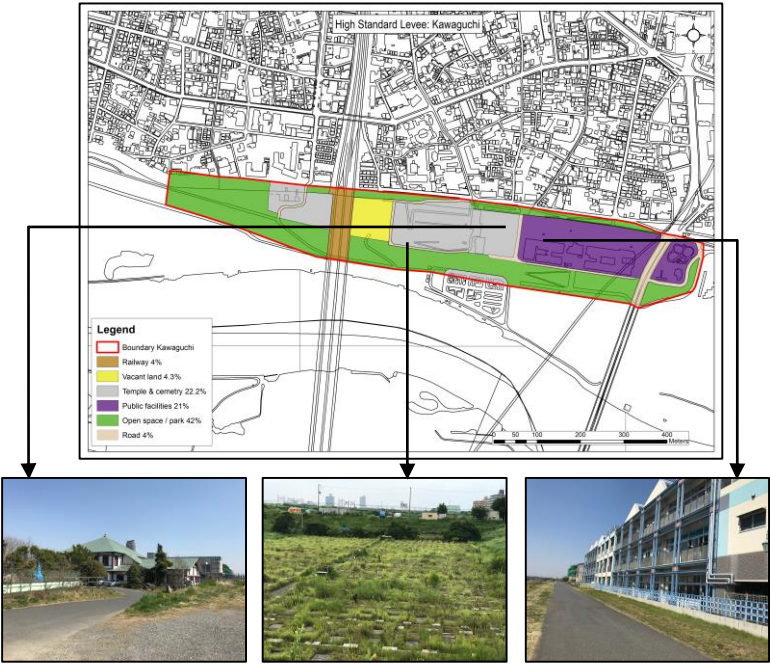 High Standard Levee: Kawaguchi
Legend
Boundary Kawaguchi
Railway 4%
Vacant land 4.3%
Temple & cemetry 22.2%
Public facilities 21%
Open space / park 42%
Road 4%
0 50 100 200 300 400
Meters